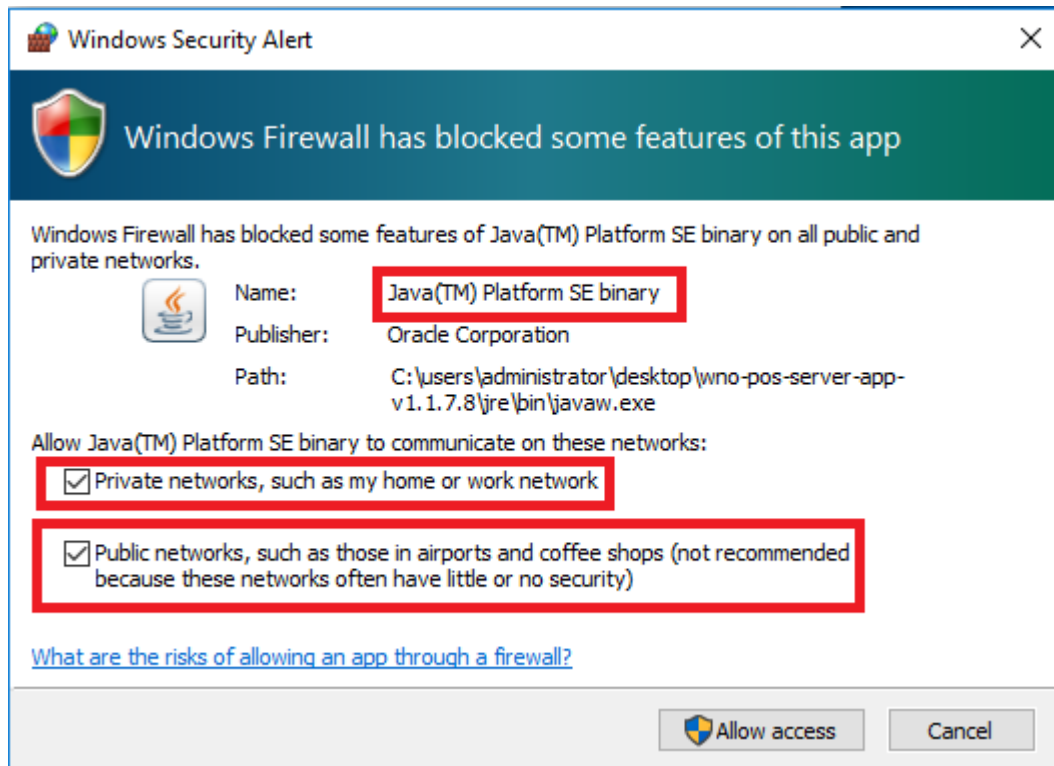 Windows Security Alert
Windows Firewall has blocked some features of this app
Windows Firewall has blocked some features of Java(TM) Platform SE binary on all public and
private networks.
Name: Java(TM) Platform SE binary
Publisher: Oracle Corporation
Path: C:\users\administrator\desktop\wno-pos-server-app-
v1.1.7.8\jre\bin\javaw.exe
Allow Java(TM) Platform SE binary to communicate on these networks:
Private networks, such as my home or work network
Public networks, such as those in airports and coffee shops (not recommended
because these networks often have little or no security)
What are the risks of allowing an app through a firewall?
Allow access Cancel